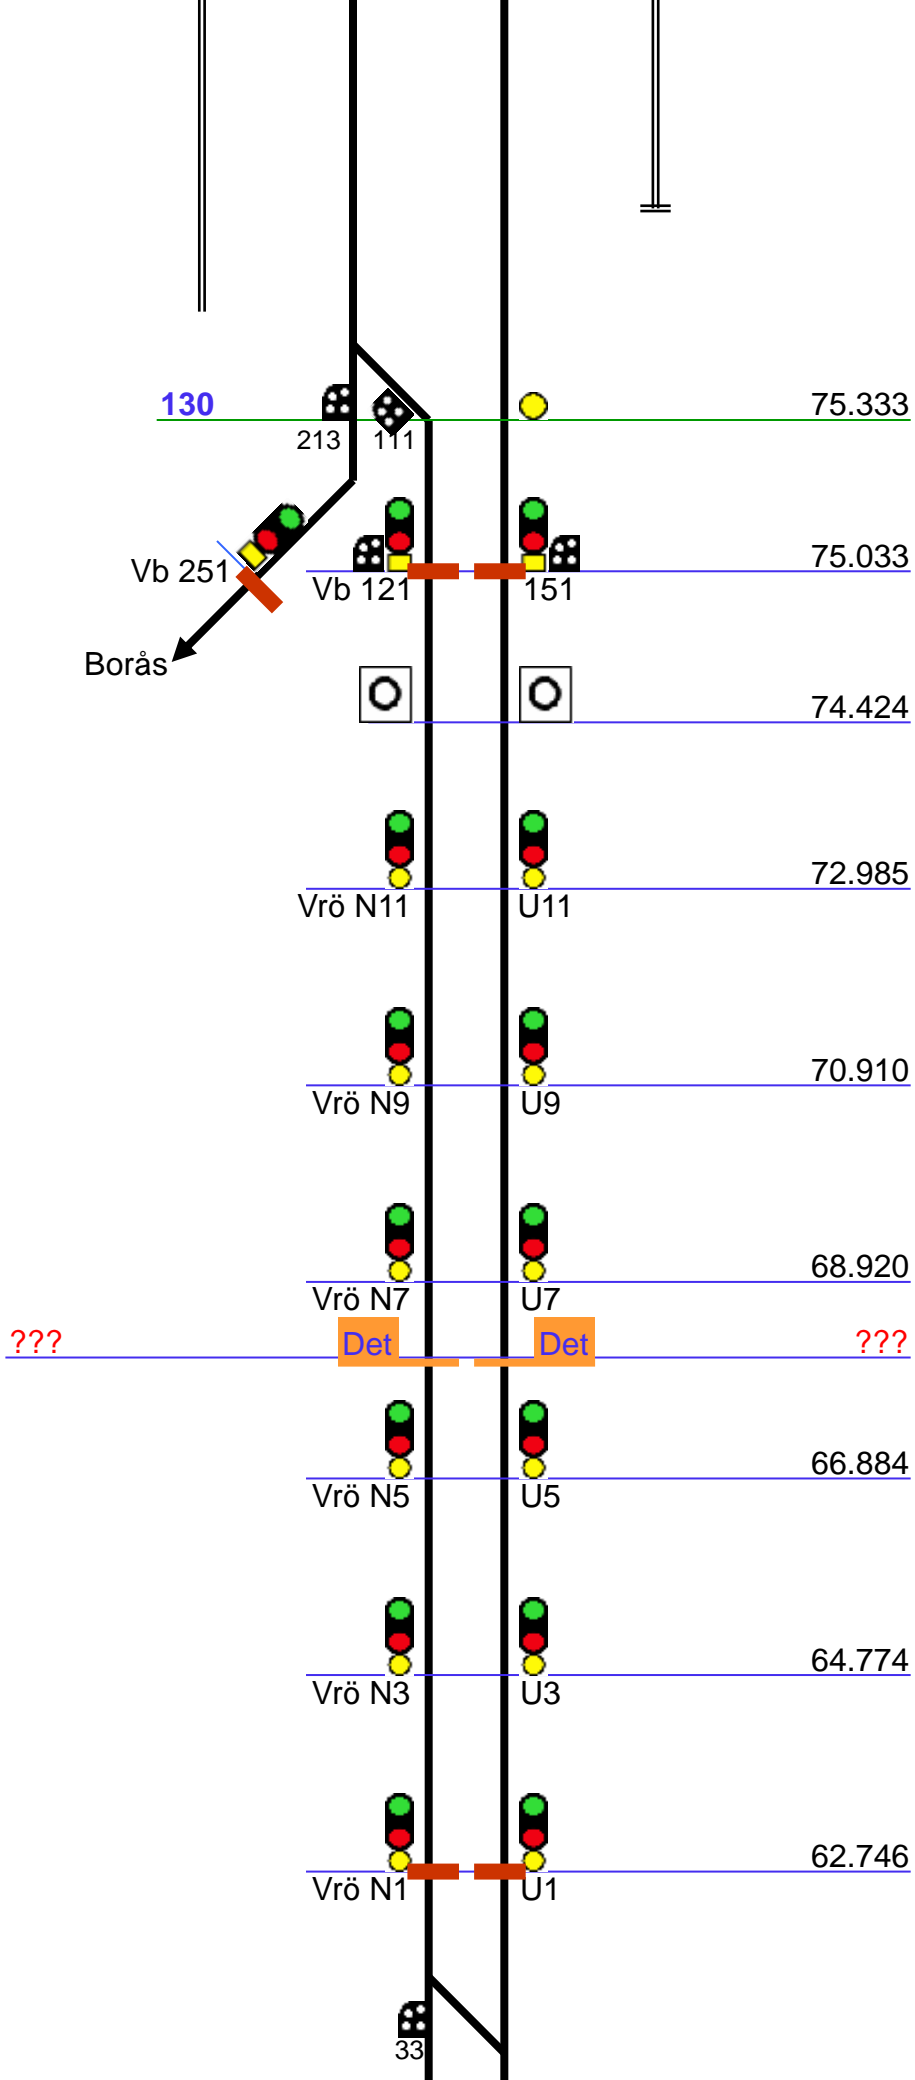 130 75.333
213 111
75.033
Vb 251 Vb 121 151
Borås
74.424
72.985
Vrö N11 U11
70.910
Vrö N9 U9
68.920
Vrö N7 U7
??? Det Det ???
66.884
Vrö N5 U5
64.774
Vrö N3 U3
62.746
Vrö N1 U1
33